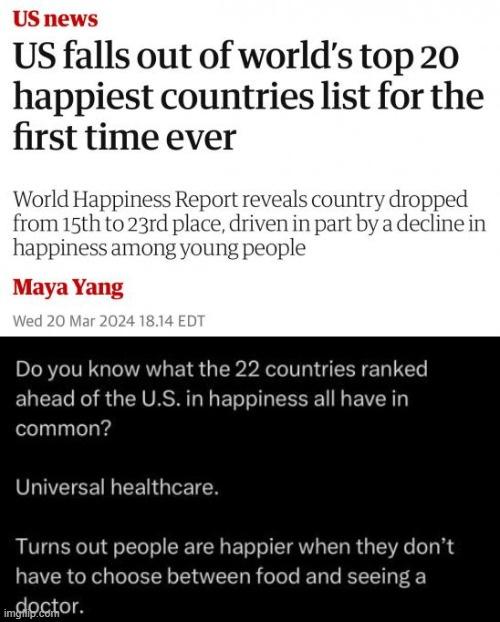 US news
US falls out of world's top 20
happiest countries list for the
first time ever
World Happiness Report reveals country dropped
from 15th to 23rd place, driven in part by a decline in
happiness among young people
Maya Yang
Wed 20 Mar 2024 18.14 EDT
Do you know what the 22 countries ranked
ahead of the U.S. in happiness all have in
common?
Universal healthcare.
Turns out people are happier when they don't
have to choose between food and seeing a
doctor.
imgflip.com